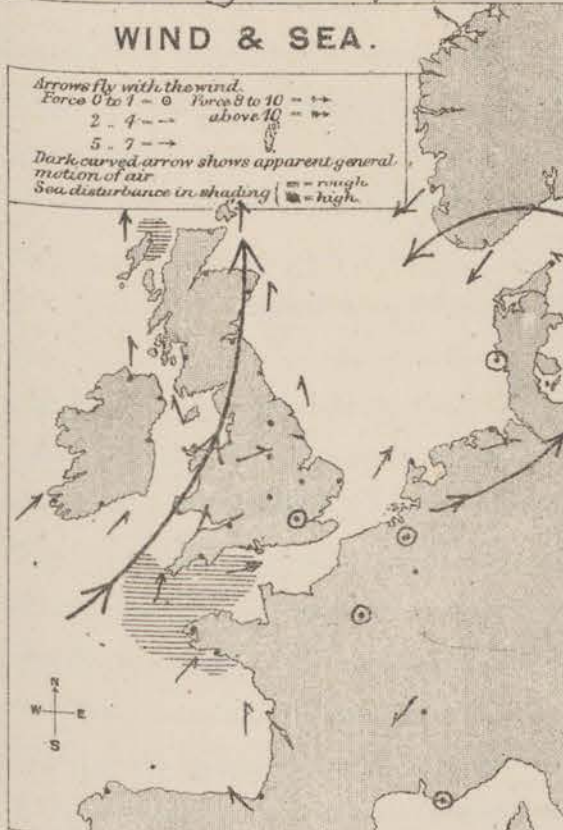 WIND & SEA.
Arrows fly with the wind.
Force 0 to 1 = ⊙ Force 8 to 10 =
2 .. 4 = → above 10 =
5 .. 7 = →
Dark curved arrow shows apparent general
motion of air
Sea disturbance in shading { = rough
= high.
N
W E
S